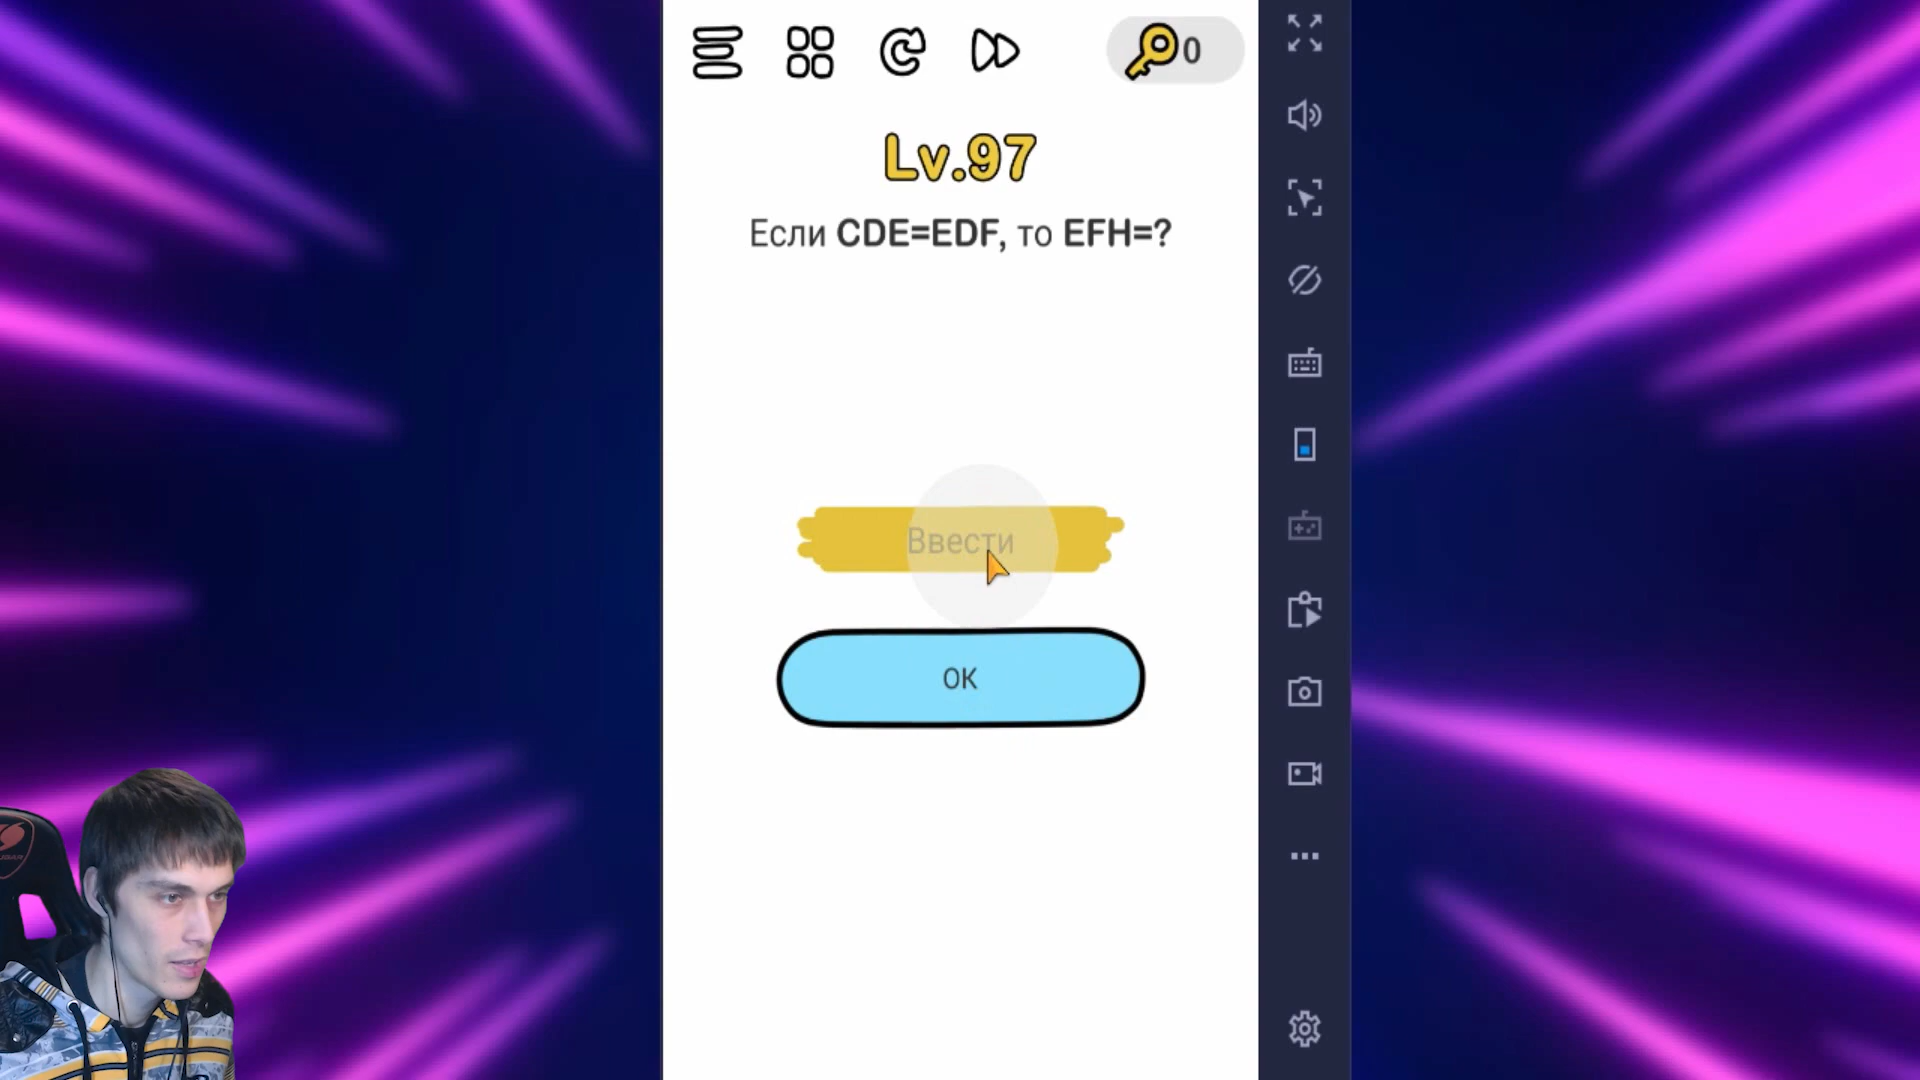 0
Lv.97
Если CDE=EDF, то EFH=?
Ввести
OK